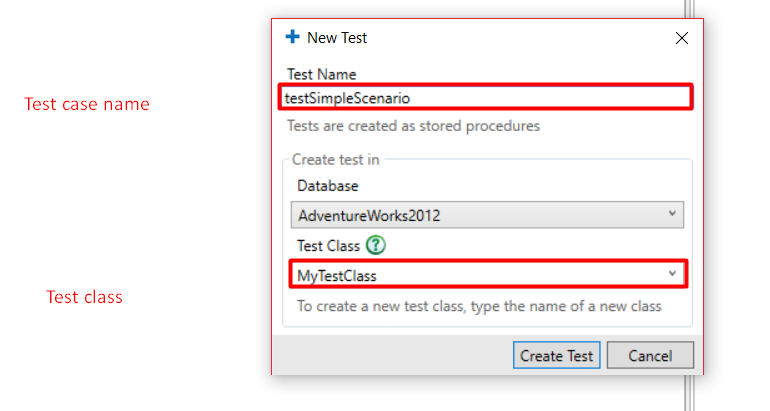 New Test
Test Name
testSimpleScenario
Test case name
Tests are created as stored procedures
Create test in
Database
AdventureWorks2012
Test Class
MyTestClass
Test class
To create a new test class, type the name of a new class
Create Test Cancel